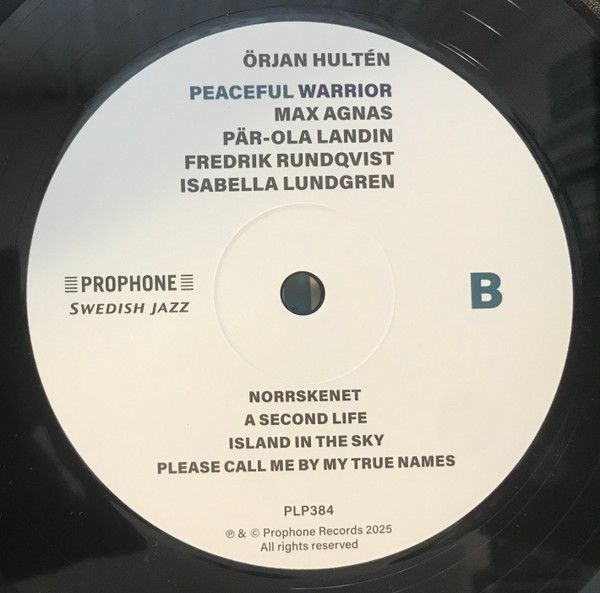 ÖRJAN HULTÉN
PEACEFUL WARRIOR
MAX AGNAS
PÄR-OLA LANDIN
FREDRIK RUNDQVIST
ISABELLA LUNDGREN
PROPHONE
SWEDISH JAZZ
B
NORRSKENET
A SECOND LIFE
ISLAND IN THE SKY
PLEASE CALL ME BY MY TRUE NAMES
PLP384
℗ & © Prophone Records 2025
All rights reserved